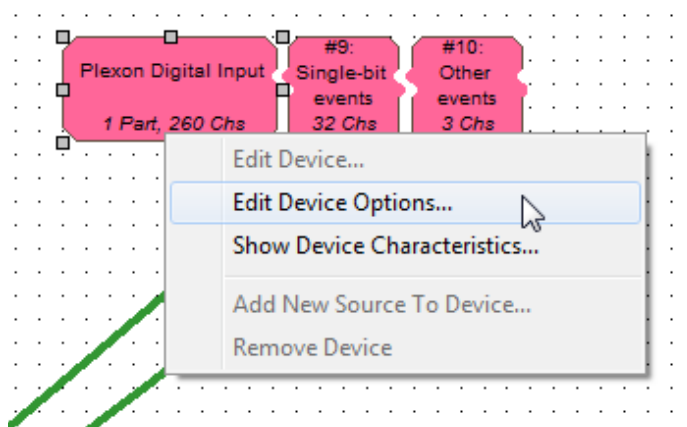 Plexon Digital Input
1 Part, 260 Chs
#9:
Single-bit
events
32 Chs
#10:
Other
events
3 Chs
Edit Device...
Edit Device Options...
Show Device Characteristics...
Add New Source To Device...
Remove Device